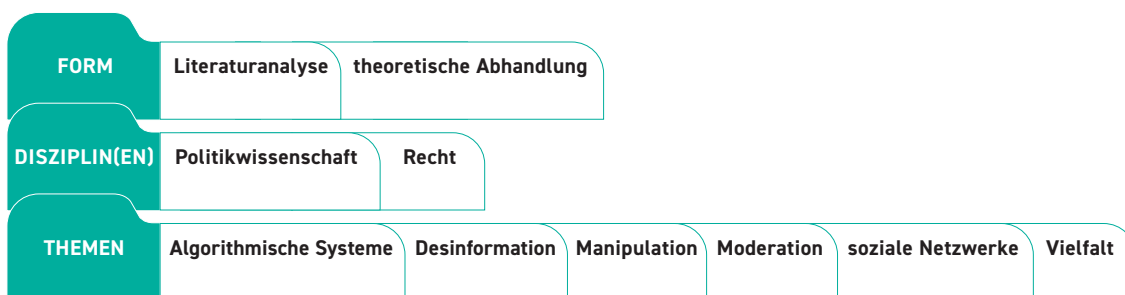 FORM Literaturanalyse theoretische Abhandlung
DISZIPLIN(EN) Politikwissenschaft Recht
THEMEN Algorithmische Systeme Desinformation Manipulation Moderation soziale Netzwerke Vielfalt